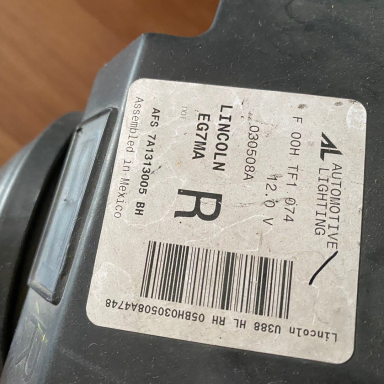 AL AUTOMOTIVE
LIGHTING
F 00H TF1 074
12.0 V
030508A
LINCOLN
EG7MA
R
AFS 7A1313005 BH
Assembled in Mexico
Lincoln U388 HL RH 05BH030508A4748